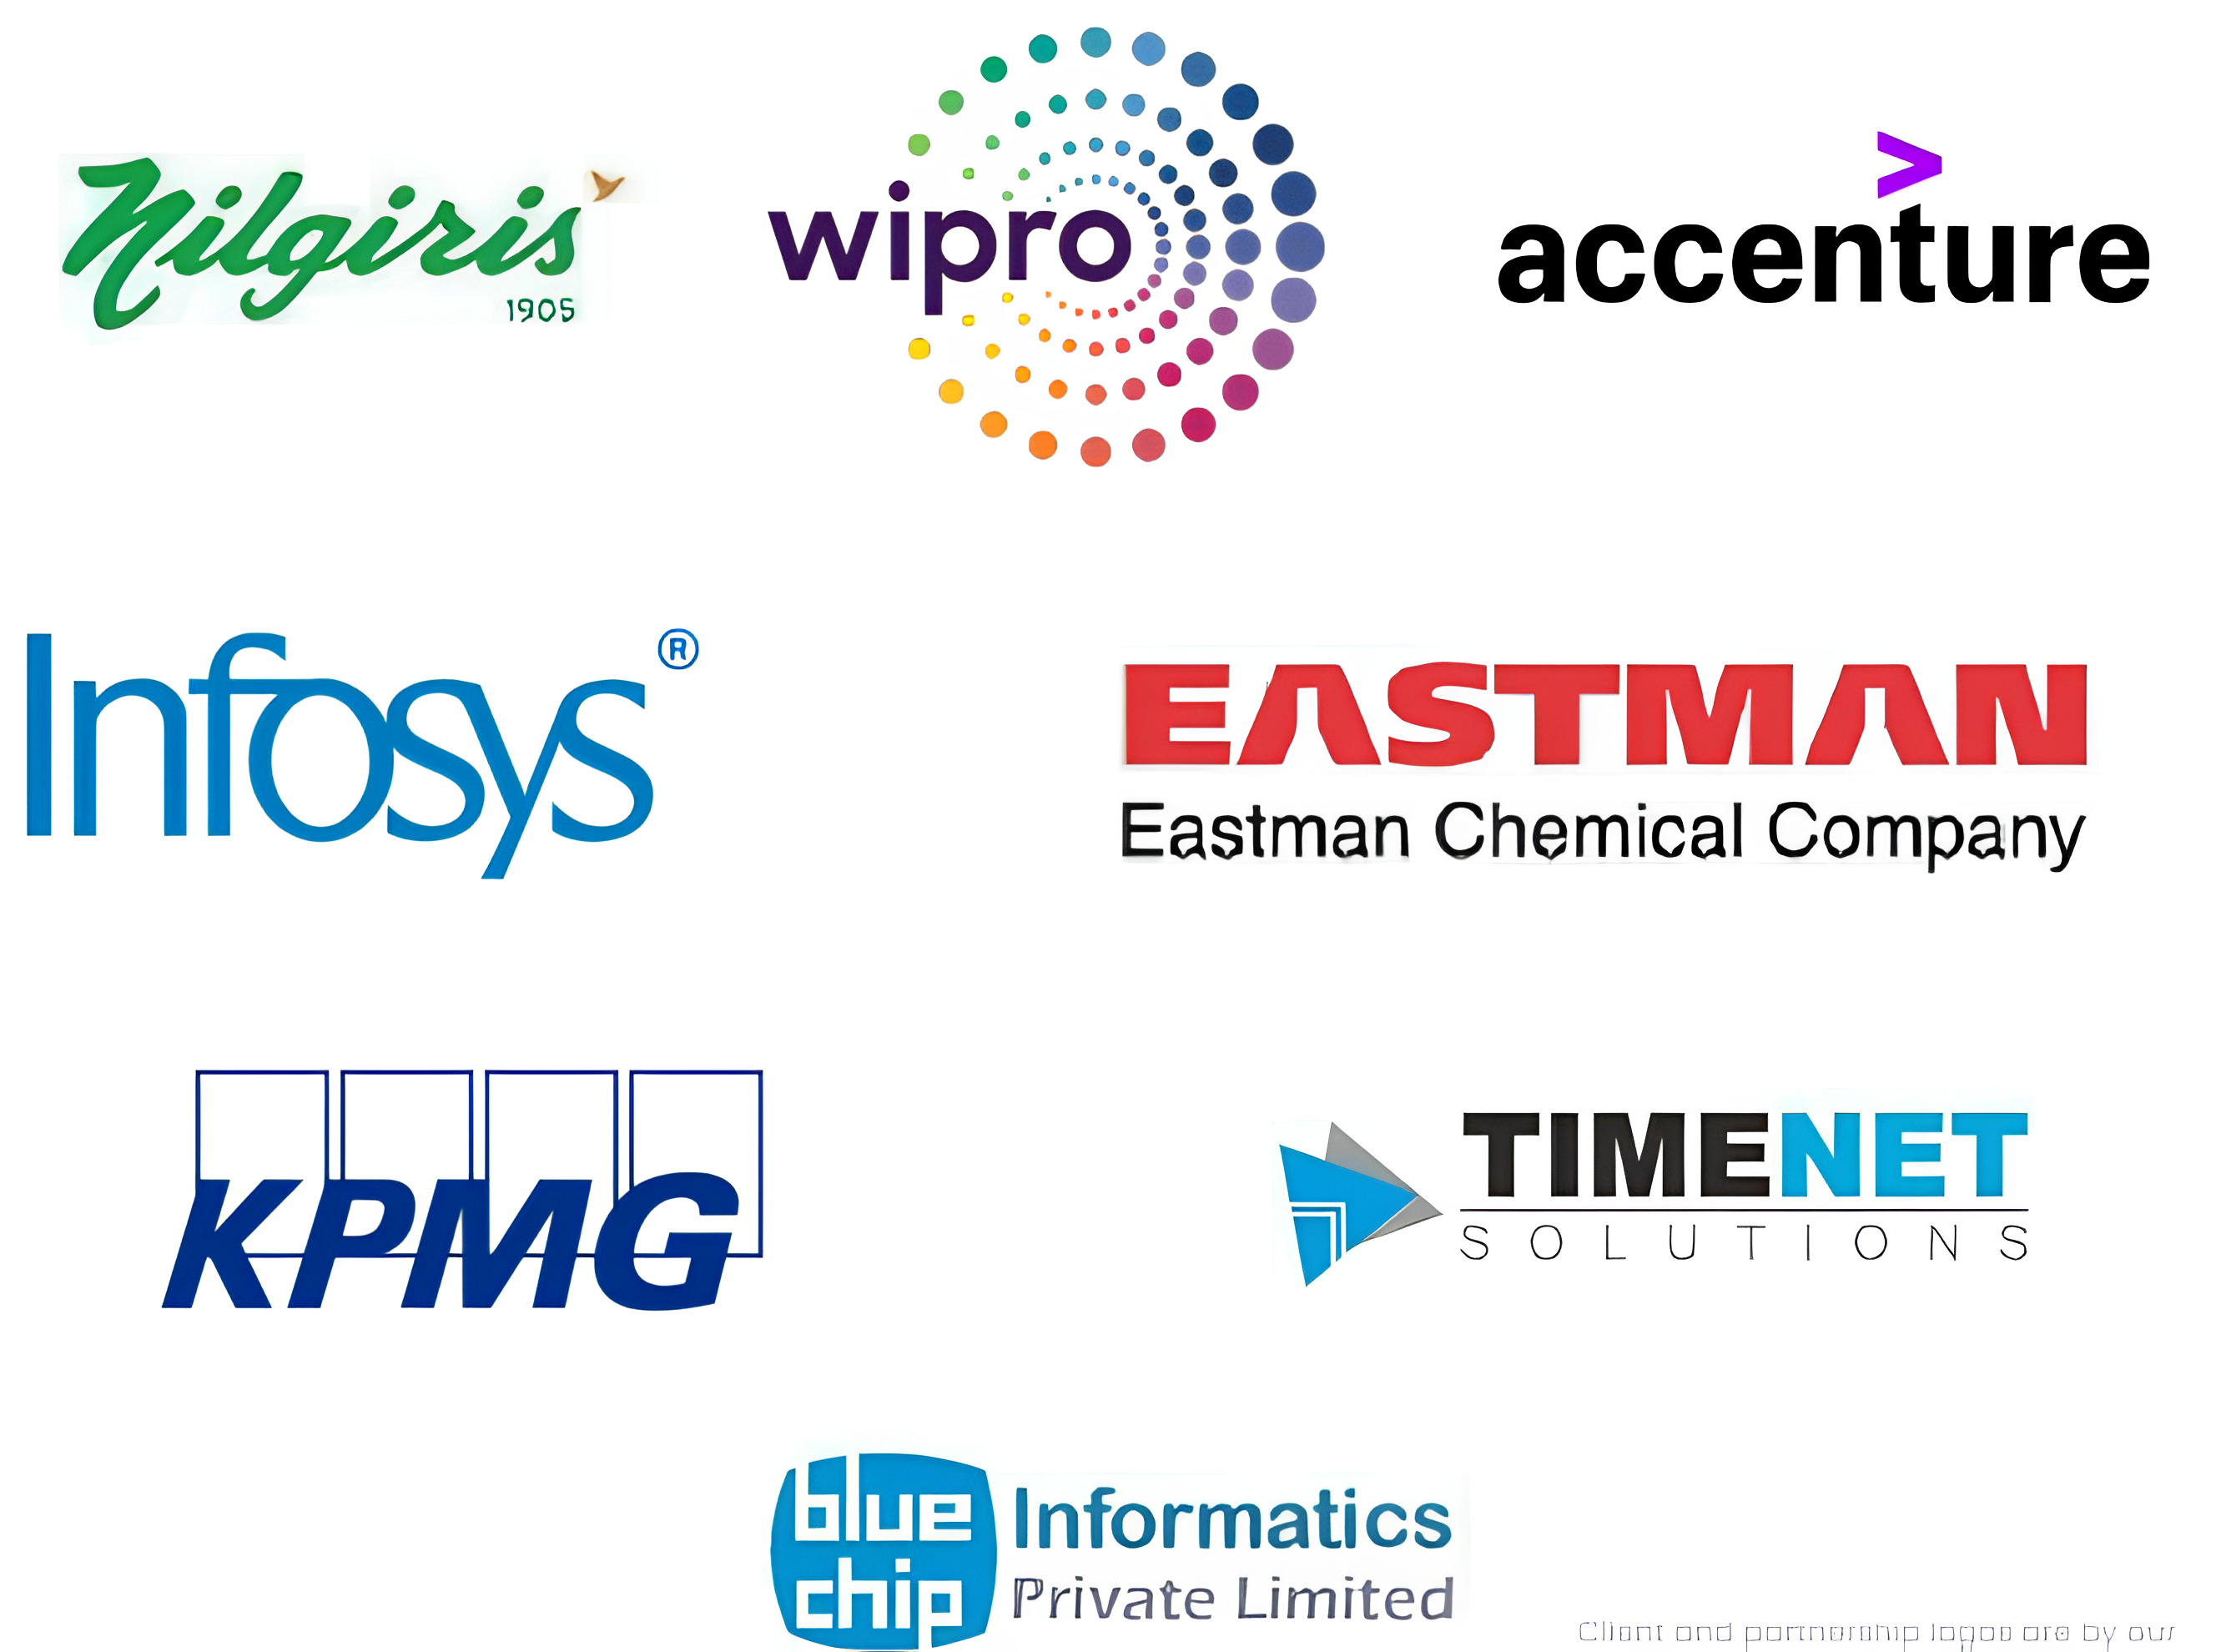 Nilgiris
1905
wipro
>
accenture
Infosys®
EASTMAN
Eastman Chemical Company
KPMG
TIMENET
SOLUTIONS
blue
chip
Informatics
Private Limited
Client and partnership logos are by our